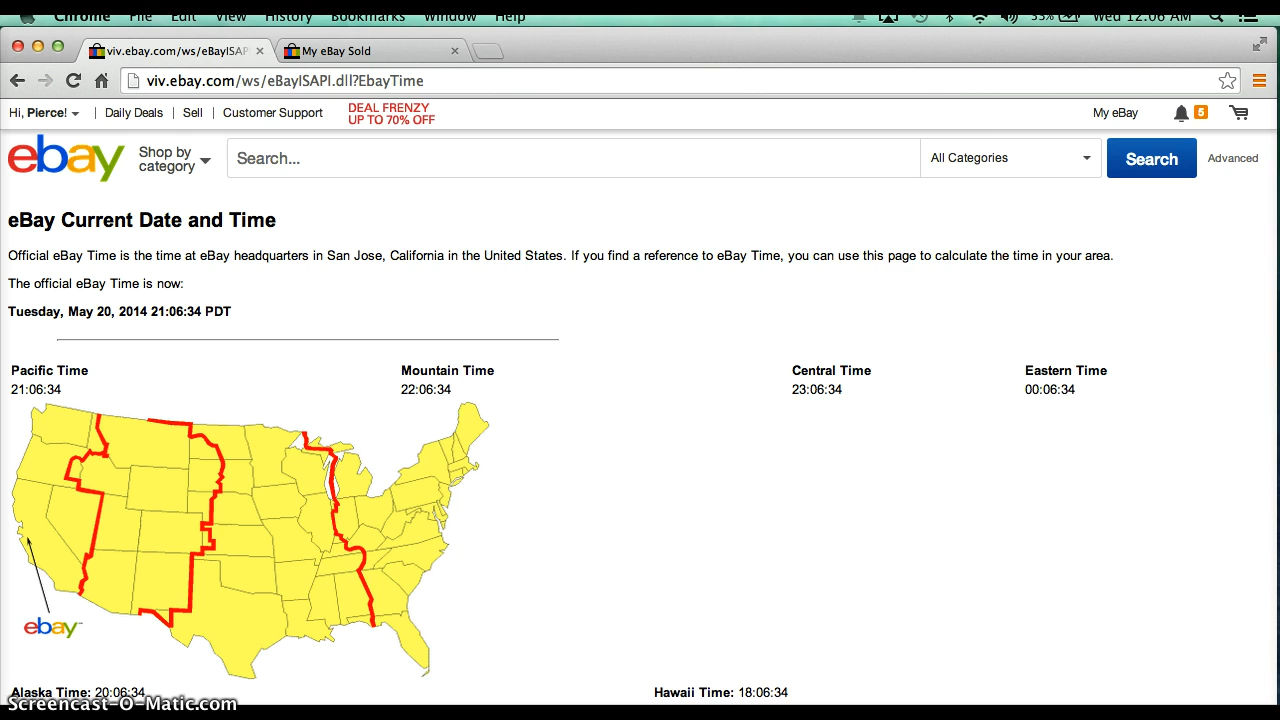 Chrome File Edit View History Bookmarks Window Help 33% Wed 12:06 AM
viv.ebay.com/ws/eBayISAP × My eBay Sold ×
viv.ebay.com/ws/eBayISAPI.dll?EbayTime
Hi, Pierce! Daily Deals Sell Customer Support DEAL FRENZY My eBay 5
UP TO 70% OFF
ebay Shop by category Search... All Categories Search Advanced
eBay Current Date and Time
Official eBay Time is the time at eBay headquarters in San Jose, California in the United States. If you find a reference to eBay Time, you can use this page to calculate the time in your area.
The official eBay Time is now:
Tuesday, May 20, 2014 21:06:34 PDT
Pacific Time Mountain Time Central Time Eastern Time
21:06:34 22:06:34 23:06:34 00:06:34
ebay™
Alaska Time: 20:06:34 Hawaii Time: 18:06:34
Screencast-O-Matic.com